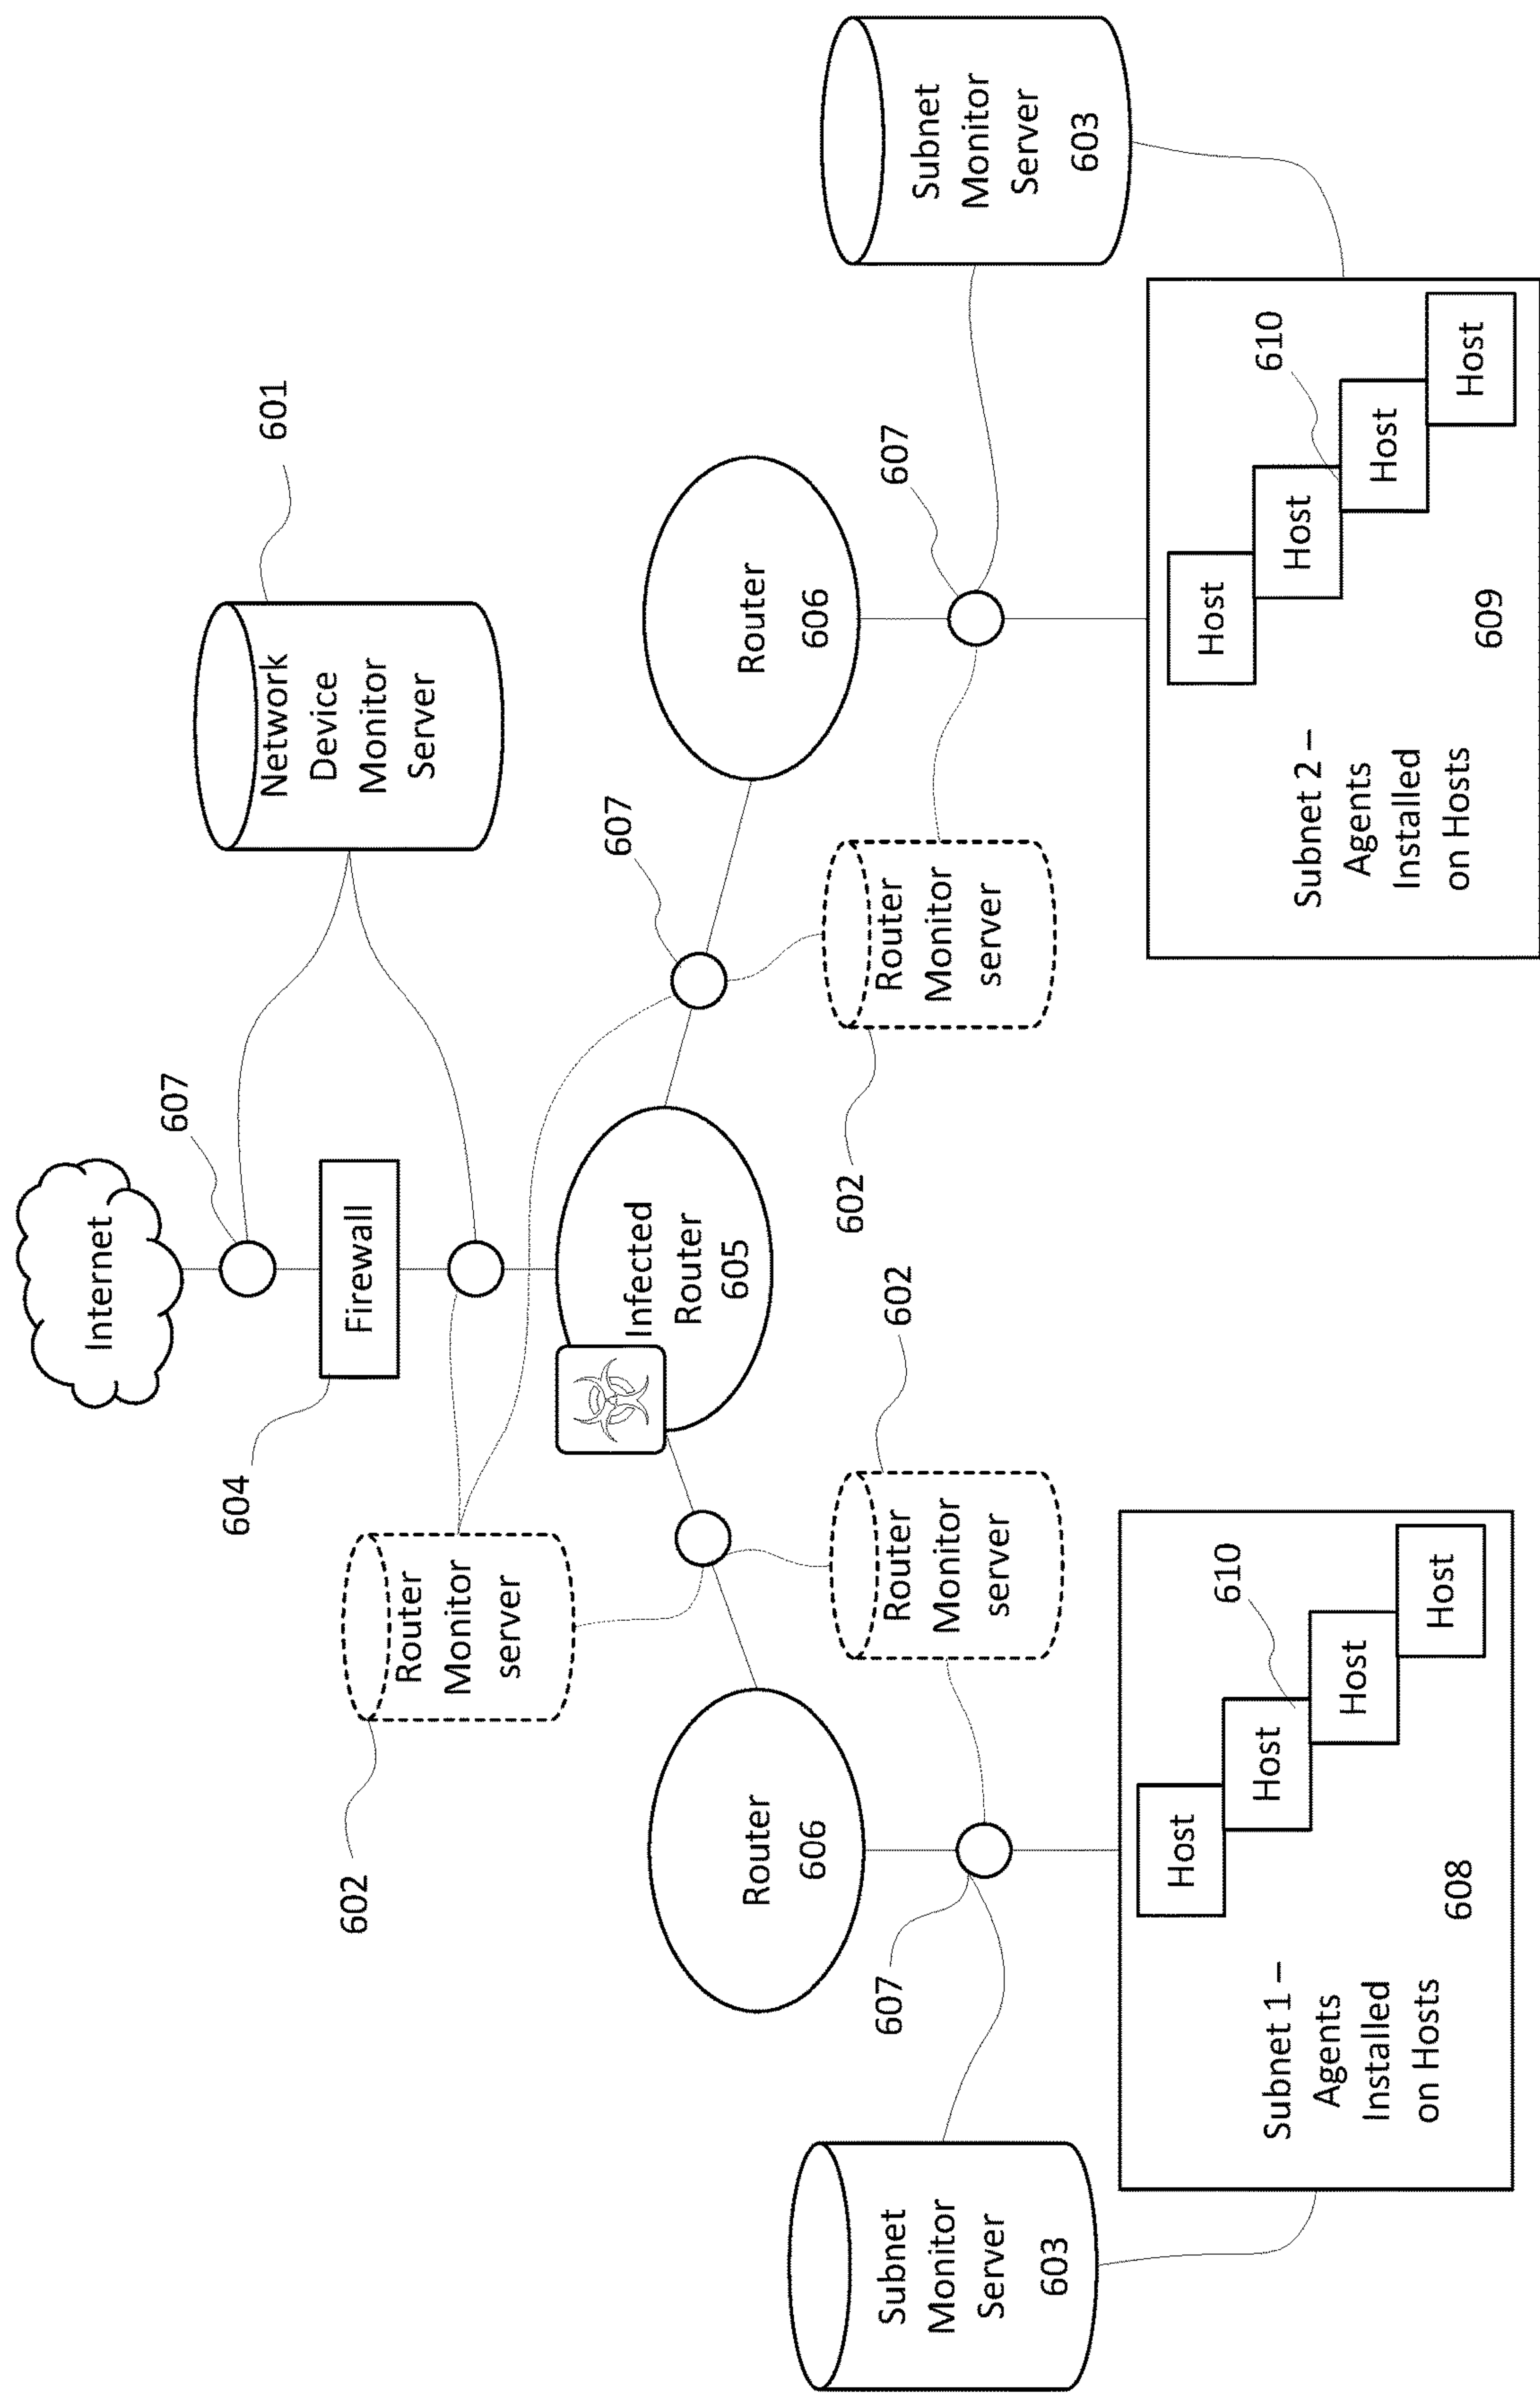 Internet
607
604
Firewall
601
Network
Device
Monitor
Server
602
Router
Monitor
server
Infected
Router
605
607
Router
606
Router
606
602
Router
Monitor
server
602
Router
Monitor
server
607
607
Subnet
Monitor
Server
603
Subnet
Monitor
Server
603
Subnet 1 –
Agents
Installed
on Hosts
608
610
Host
Host
Host
Host
Subnet 2 –
Agents
Installed
on Hosts
609
610
Host
Host
Host
Host